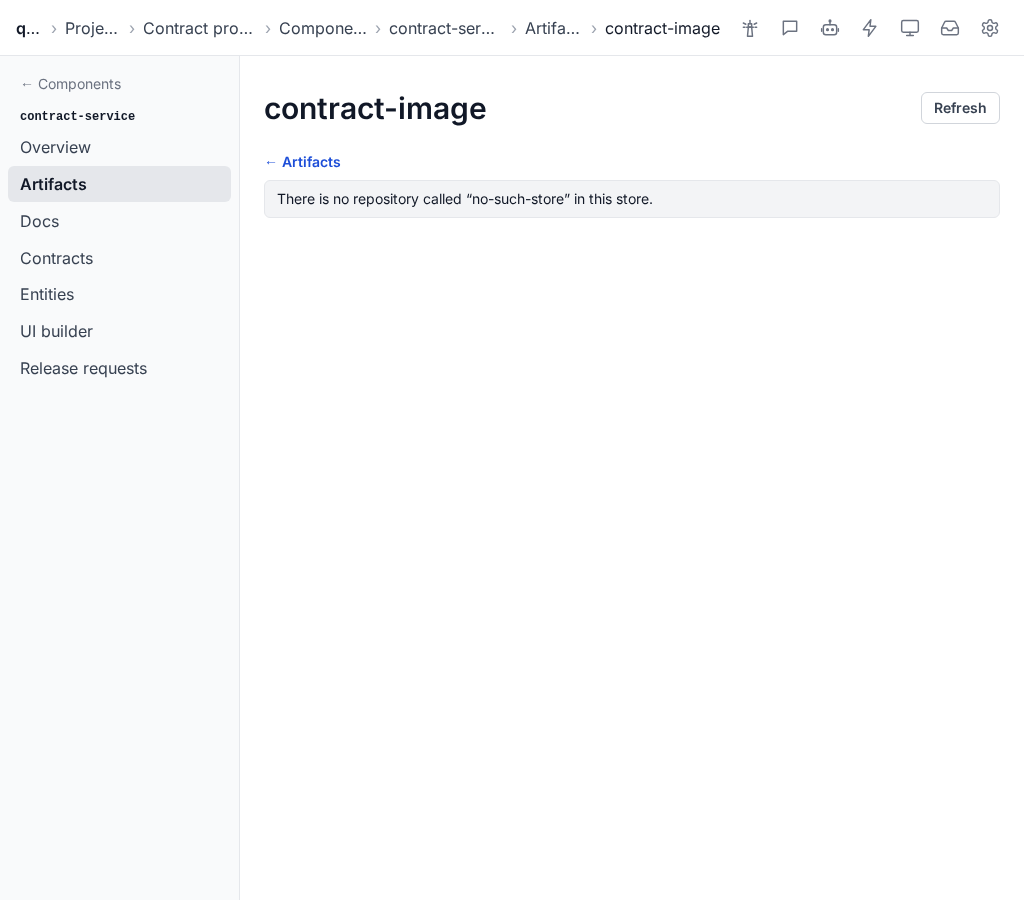 q... › Proje... › Contract pro... › Compone... › contract-ser... › Artifa... › contract-image
← Components
contract-service
Overview
Artifacts
Docs
Contracts
Entities
UI builder
Release requests
contract-image
Refresh
← Artifacts
There is no repository called “no-such-store” in this store.